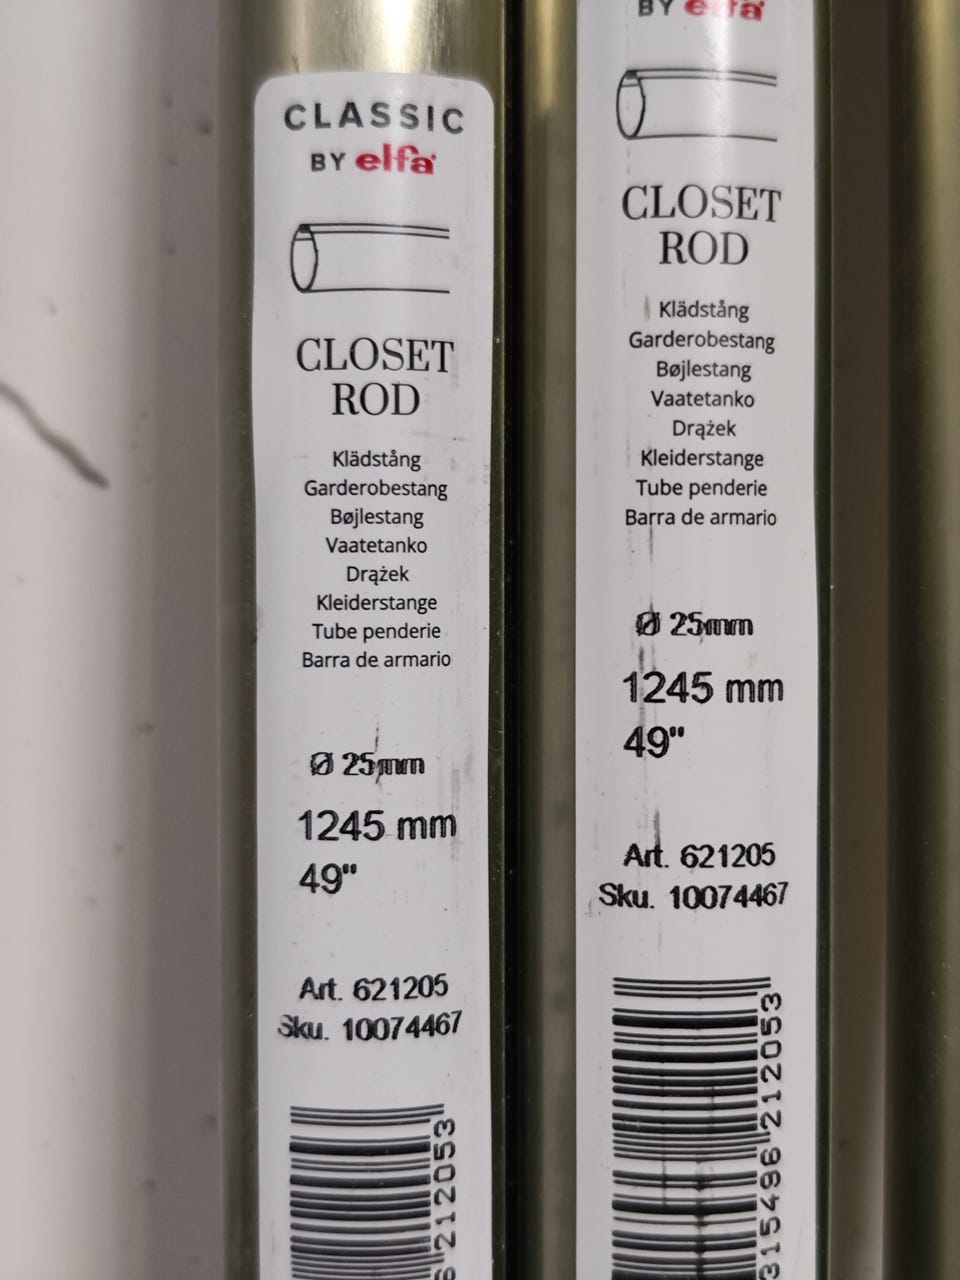 CLASSIC
BY elfa
CLOSET
ROD
Klädstång
Garderobestang
Bøjlestang
Vaatetanko
Drążek
Kleiderstange
Tube penderie
Barra de armario
Ø 25mm
1245 mm
49"
Art. 621205
Sku. 10074467
6212053
BY elfa
CLOSET
ROD
Klädstång
Garderobestang
Bøjlestang
Vaatetanko
Drążek
Kleiderstange
Tube penderie
Barra de armario
Ø 25mm
1245 mm
49"
Art. 621205
Sku. 10074467
315496212053